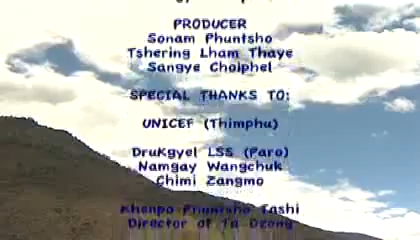 PRODUCER
Sonam Phuntsho
Tshering Lham Thaye
Sangye Choiphel
SPECIAL THANKS TO:
UNICEF (Thimphu)
Drukgyel LSS (Paro)
Namgay Wangchuk
Chimi Zangmo
Khenpo Phuntsho Tashi
Director of Ta Dzong